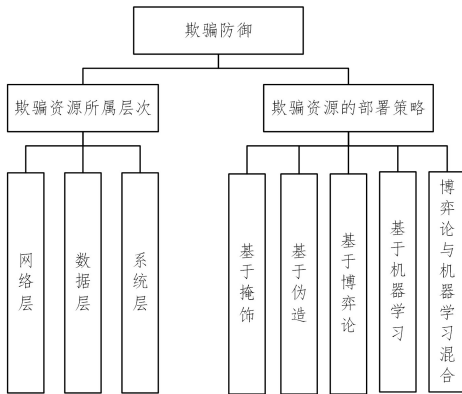 欺骗防御
欺骗资源所属层次
欺骗资源的部署策略
网络层
数据层
系统层
基于掩饰
基于伪造
基于博弈论
基于机器学习
博弈论与机器学习混合